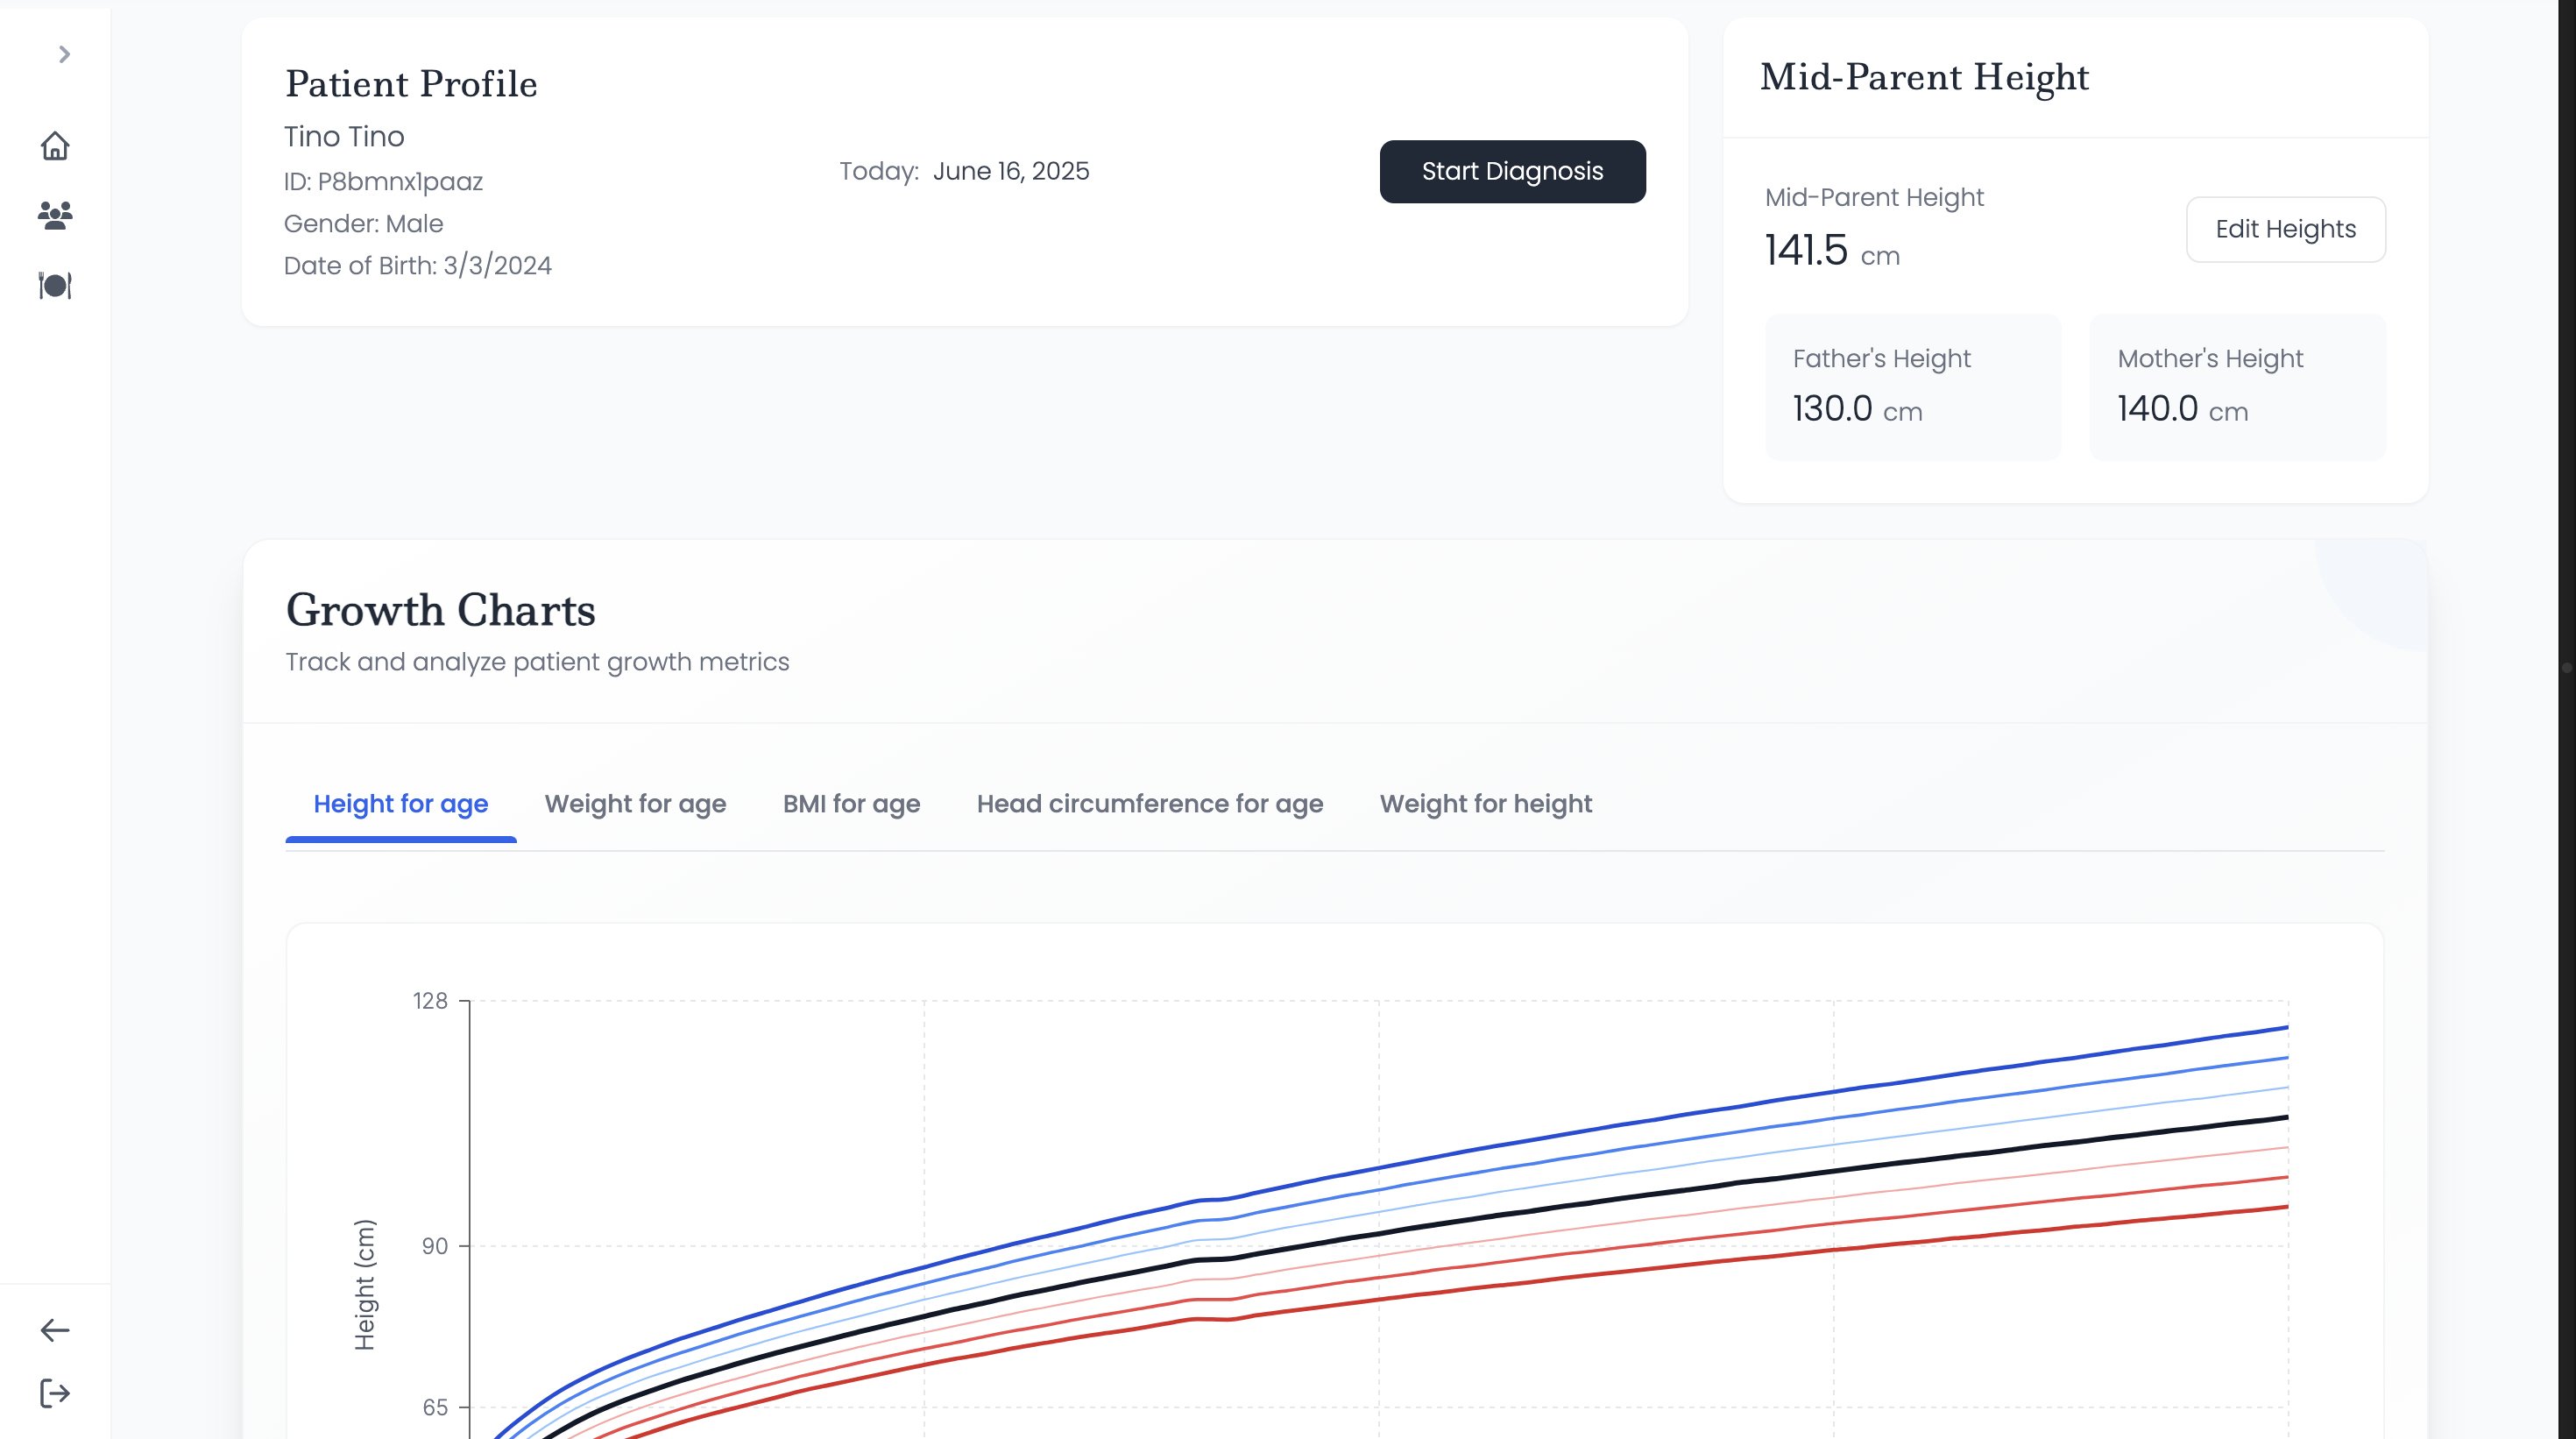 Patient Profile
Tino Tino
ID: P8bmnx1paaz
Gender: Male
Date of Birth: 3/3/2024
Today: June 16, 2025
Start Diagnosis
Mid-Parent Height
Mid-Parent Height
141.5 cm
Edit Heights
Father's Height
130.0 cm
Mother's Height
140.0 cm
Growth Charts
Track and analyze patient growth metrics
Height for age
Weight for age
BMI for age
Head circumference for age
Weight for height
128
90
65
Height (cm)